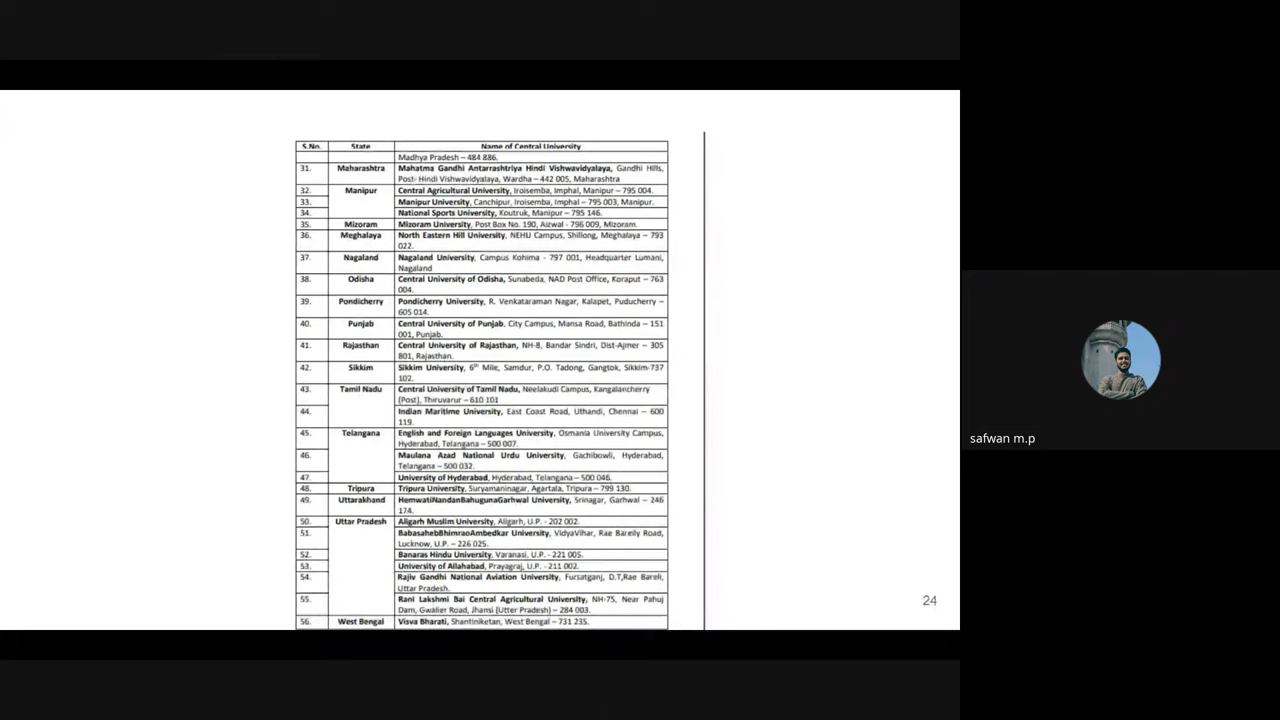 S.No. State Name of Central University
Madhya Pradesh – 484 886.
31. Maharashtra Mahatma Gandhi Antarrashtriya Hindi Vishwavidyalaya, Gandhi Hills,
Post- Hindi Vishwavidyalaya, Wardha – 442 005, Maharashtra
32. Manipur Central Agricultural University, Iroisemba, Imphal, Manipur – 795 004.
33. Manipur University, Canchipur, Iroisemba, Imphal – 795 003, Manipur.
34. National Sports University, Koutruk, Manipur – 795 146.
35. Mizoram Mizoram University, Post Box No. 190, Aizwal - 796 009, Mizoram.
36. Meghalaya North Eastern Hill University, NEHU Campus, Shillong, Meghalaya – 793
022.
37. Nagaland Nagaland University, Campus Kohima - 797 001, Headquarter Lumani,
Nagaland
38. Odisha Central University of Odisha, Sunabeda, NAD Post Office, Koraput – 763
004.
39. Pondicherry Pondicherry University, R. Venkataraman Nagar, Kalapet, Puducherry –
605 014.
40. Punjab Central University of Punjab, City Campus, Mansa Road, Bathinda – 151
001, Punjab.
41. Rajasthan Central University of Rajasthan, NH-8, Bandar Sindri, Dist-Ajmer – 305
801, Rajasthan.
42. Sikkim Sikkim University, 6th Mile, Samdur, P.O. Tadong, Gangtok, Sikkim-737
102.
43. Tamil Nadu Central University of Tamil Nadu, Neelakudi Campus, Kangalancherry
(Post), Thiruvarur – 610 101
44. Indian Maritime University, East Coast Road, Uthandi, Chennai – 600
119.
45. Telangana English and Foreign Languages University, Osmania University Campus,
Hyderabad, Telangana – 500 007.
46. Maulana Azad National Urdu University, Gachibowli, Hyderabad,
Telangana – 500 032.
47. University of Hyderabad, Hyderabad, Telangana – 500 046.
48. Tripura Tripura University, Suryamaninagar, Agartala, Tripura – 799 130.
49. Uttarakhand HemwatiNandanBahugunaGarhwal University, Srinagar, Garhwal – 246
174.
50. Uttar Pradesh Aligarh Muslim University, Aligarh, U.P. - 202 002.
51. BabasahebBhimraoAmbedkar University, VidyaVihar, Rae Bareily Road,
Lucknow, U.P. – 226 025.
52. Banaras Hindu University, Varanasi, U.P. - 221 005.
53. University of Allahabad, Prayagraj, U.P. - 211 002.
54. Rajiv Gandhi National Aviation University, Fursatganj, D.T,Rae Bareli,
Uttar Pradesh.
55. Rani Lakshmi Bai Central Agricultural University, NH-75, Near Pahuj
Dam, Gwalier Road, Jhansi (Utter Pradesh) – 284 003.
56. West Bengal Visva Bharati, Shantiniketan, West Bengal – 731 235.
24
safwan m.p